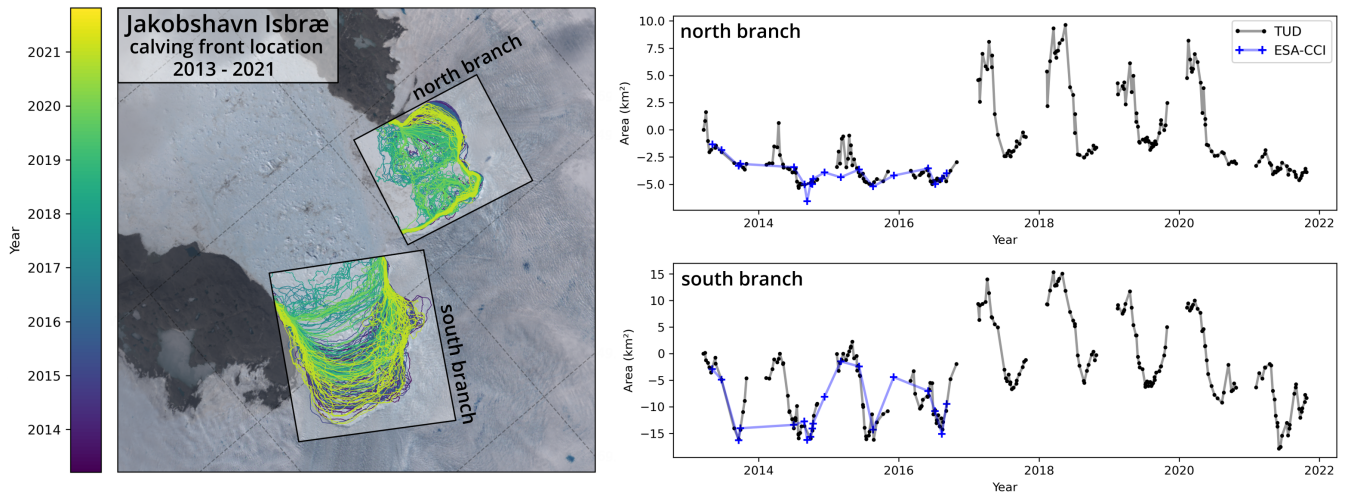 Jakobshavn Isbræ
calving front location
2013 - 2021
north branch
south branch
Year
2021
2020
2019
2018
2017
2016
2015
2014
north branch
TUD
ESA-CCI
Area (km²)
10.0
7.5
5.0
2.5
0.0
−2.5
−5.0
2014 2016 2018 2020 2022
Year
south branch
Area (km²)
15
10
5
0
−5
−10
−15
2014 2016 2018 2020 2022
Year